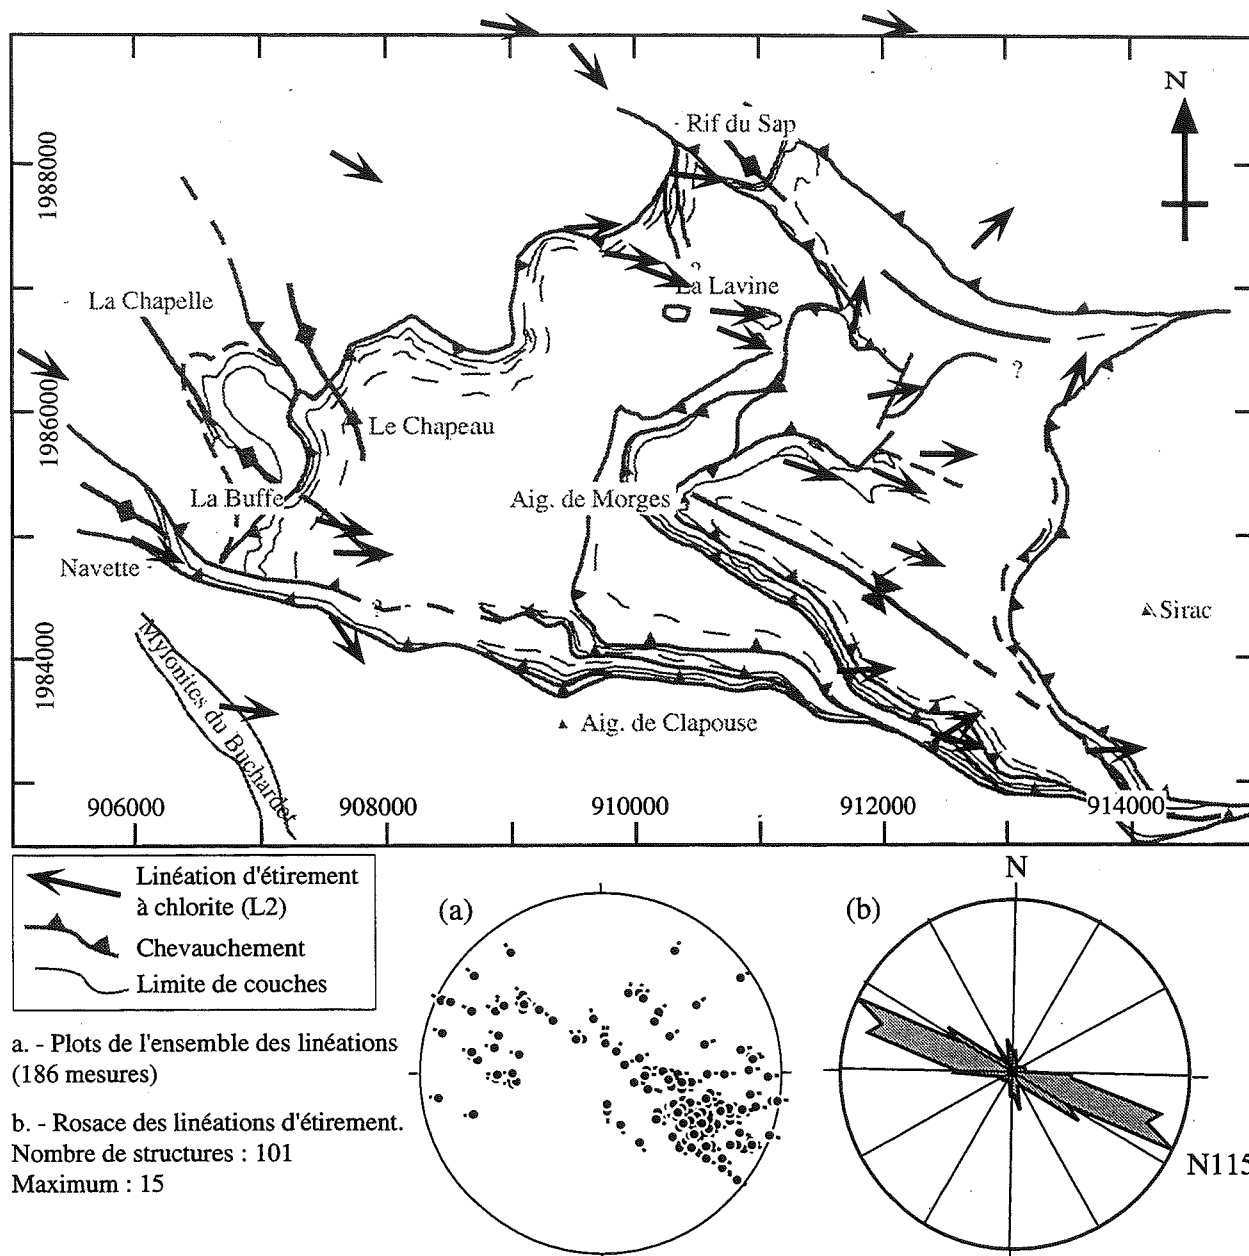 N
Rif du Sap
1988000
La Chapelle
?
La Lavine
?
1986000
Le Chapeau
La Buffe
Aig. de Morges
Navette
?
Sirac
Mylonites du Buchardet
1984000
Aig. de Clapouse
906000
908000
910000
912000
914000
Linéation d'étirement
à chlorite (L2)
Chevauchement
Limite de couches
(a)
(b)
N
a. - Plots de l'ensemble des linéations
(186 mesures)
b. - Rosace des linéations d'étirement.
Nombre de structures : 101
Maximum : 15
N115